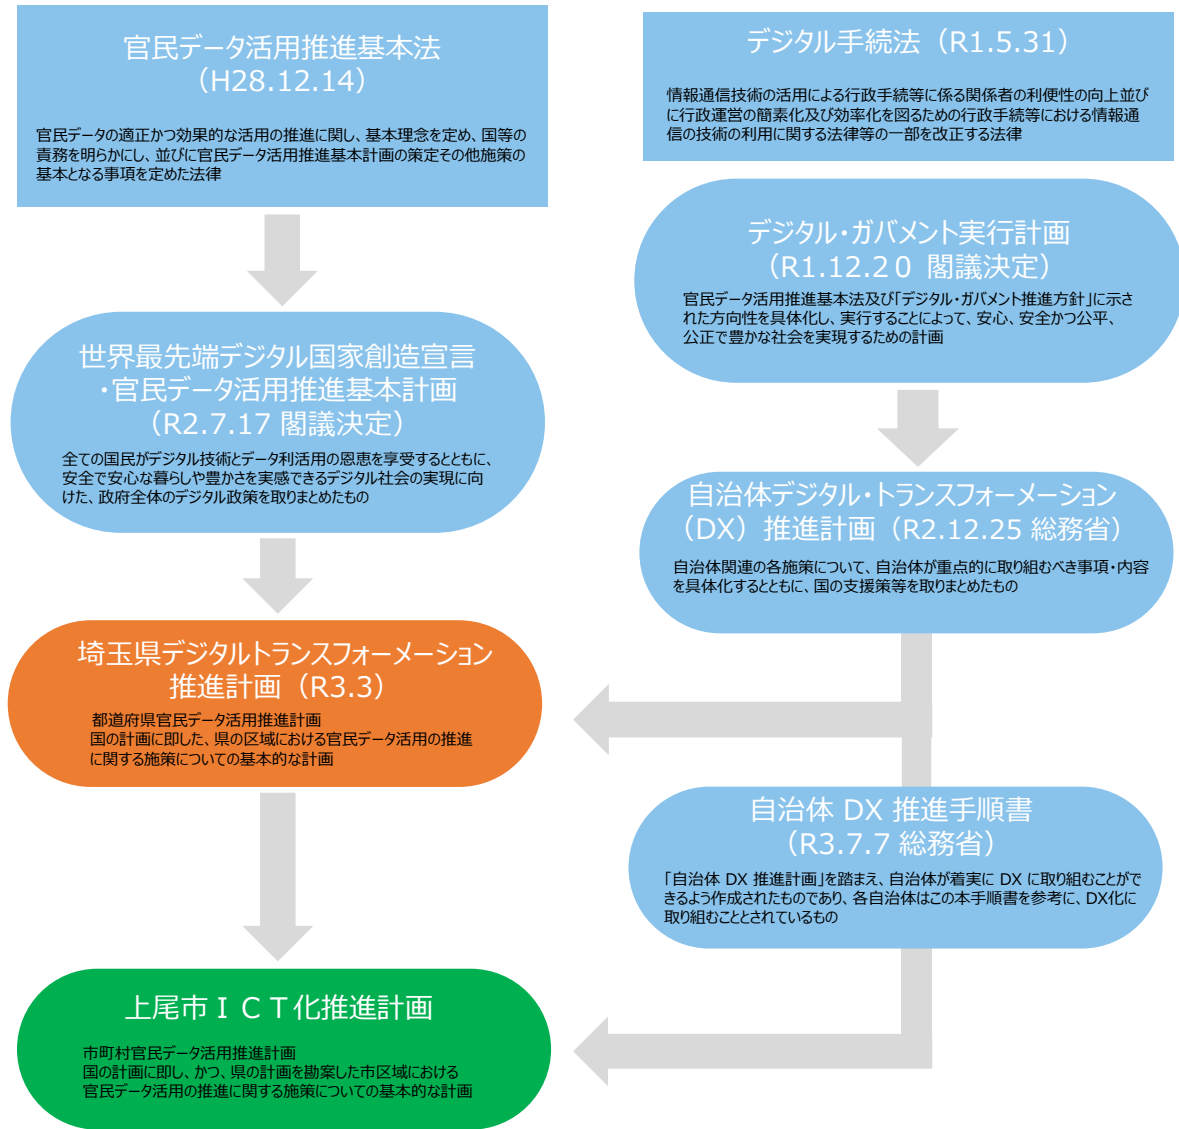 官民データ活用推進基本法
（H28.12.14）
官民データの適正かつ効果的な活用の推進に関し、基本理念を定め、国等の
責務を明らかにし、並びに官民データ活用推進基本計画の策定その他施策の
基本となる事項を定めた法律
世界最先端デジタル国家創造宣言
・官民データ活用推進基本計画
（R2.7.17 閣議決定）
全ての国民がデジタル技術とデータ利活用の恩恵を享受するとともに、
安全で安心な暮らしや豊かさを実感できるデジタル社会の実現に向
けた、政府全体のデジタル政策を取りまとめたもの
埼玉県デジタルトランスフォーメーション
推進計画（R3.3）
都道府県官民データ活用推進計画
国の計画に即した、県の区域における官民データ活用の推進
に関する施策についての基本的な計画
上尾市ＩＣＴ化推進計画
市町村官民データ活用推進計画
国の計画に即し、かつ、県の計画を勘案した市区域における
官民データ活用の推進に関する施策についての基本的な計画
デジタル手続法（R1.5.31）
情報通信技術の活用による行政手続等に係る関係者の利便性の向上並び
に行政運営の簡素化及び効率化を図るための行政手続等における情報通
信の技術の利用に関する法律等の一部を改正する法律
デジタル・ガバメント実行計画
（R1.12.２０ 閣議決定）
官民データ活用推進基本法及び「デジタル・ガバメント推進方針」に示さ
れた方向性を具体化し、実行することによって、安心、安全かつ公平、
公正で豊かな社会を実現するための計画
自治体デジタル・トランスフォーメーション
（DX）推進計画（R2.12.25 総務省）
自治体関連の各施策について、自治体が重点的に取り組むべき事項・内容
を具体化するとともに、国の支援策等を取りまとめたもの
自治体 DX 推進手順書
（R3.7.7 総務省）
「自治体 DX 推進計画」を踏まえ、自治体が着実に DX に取り組むことがで
きるよう作成されたものであり、各自治体はこの本手順書を参考に、DX化に
取り組むこととされているもの